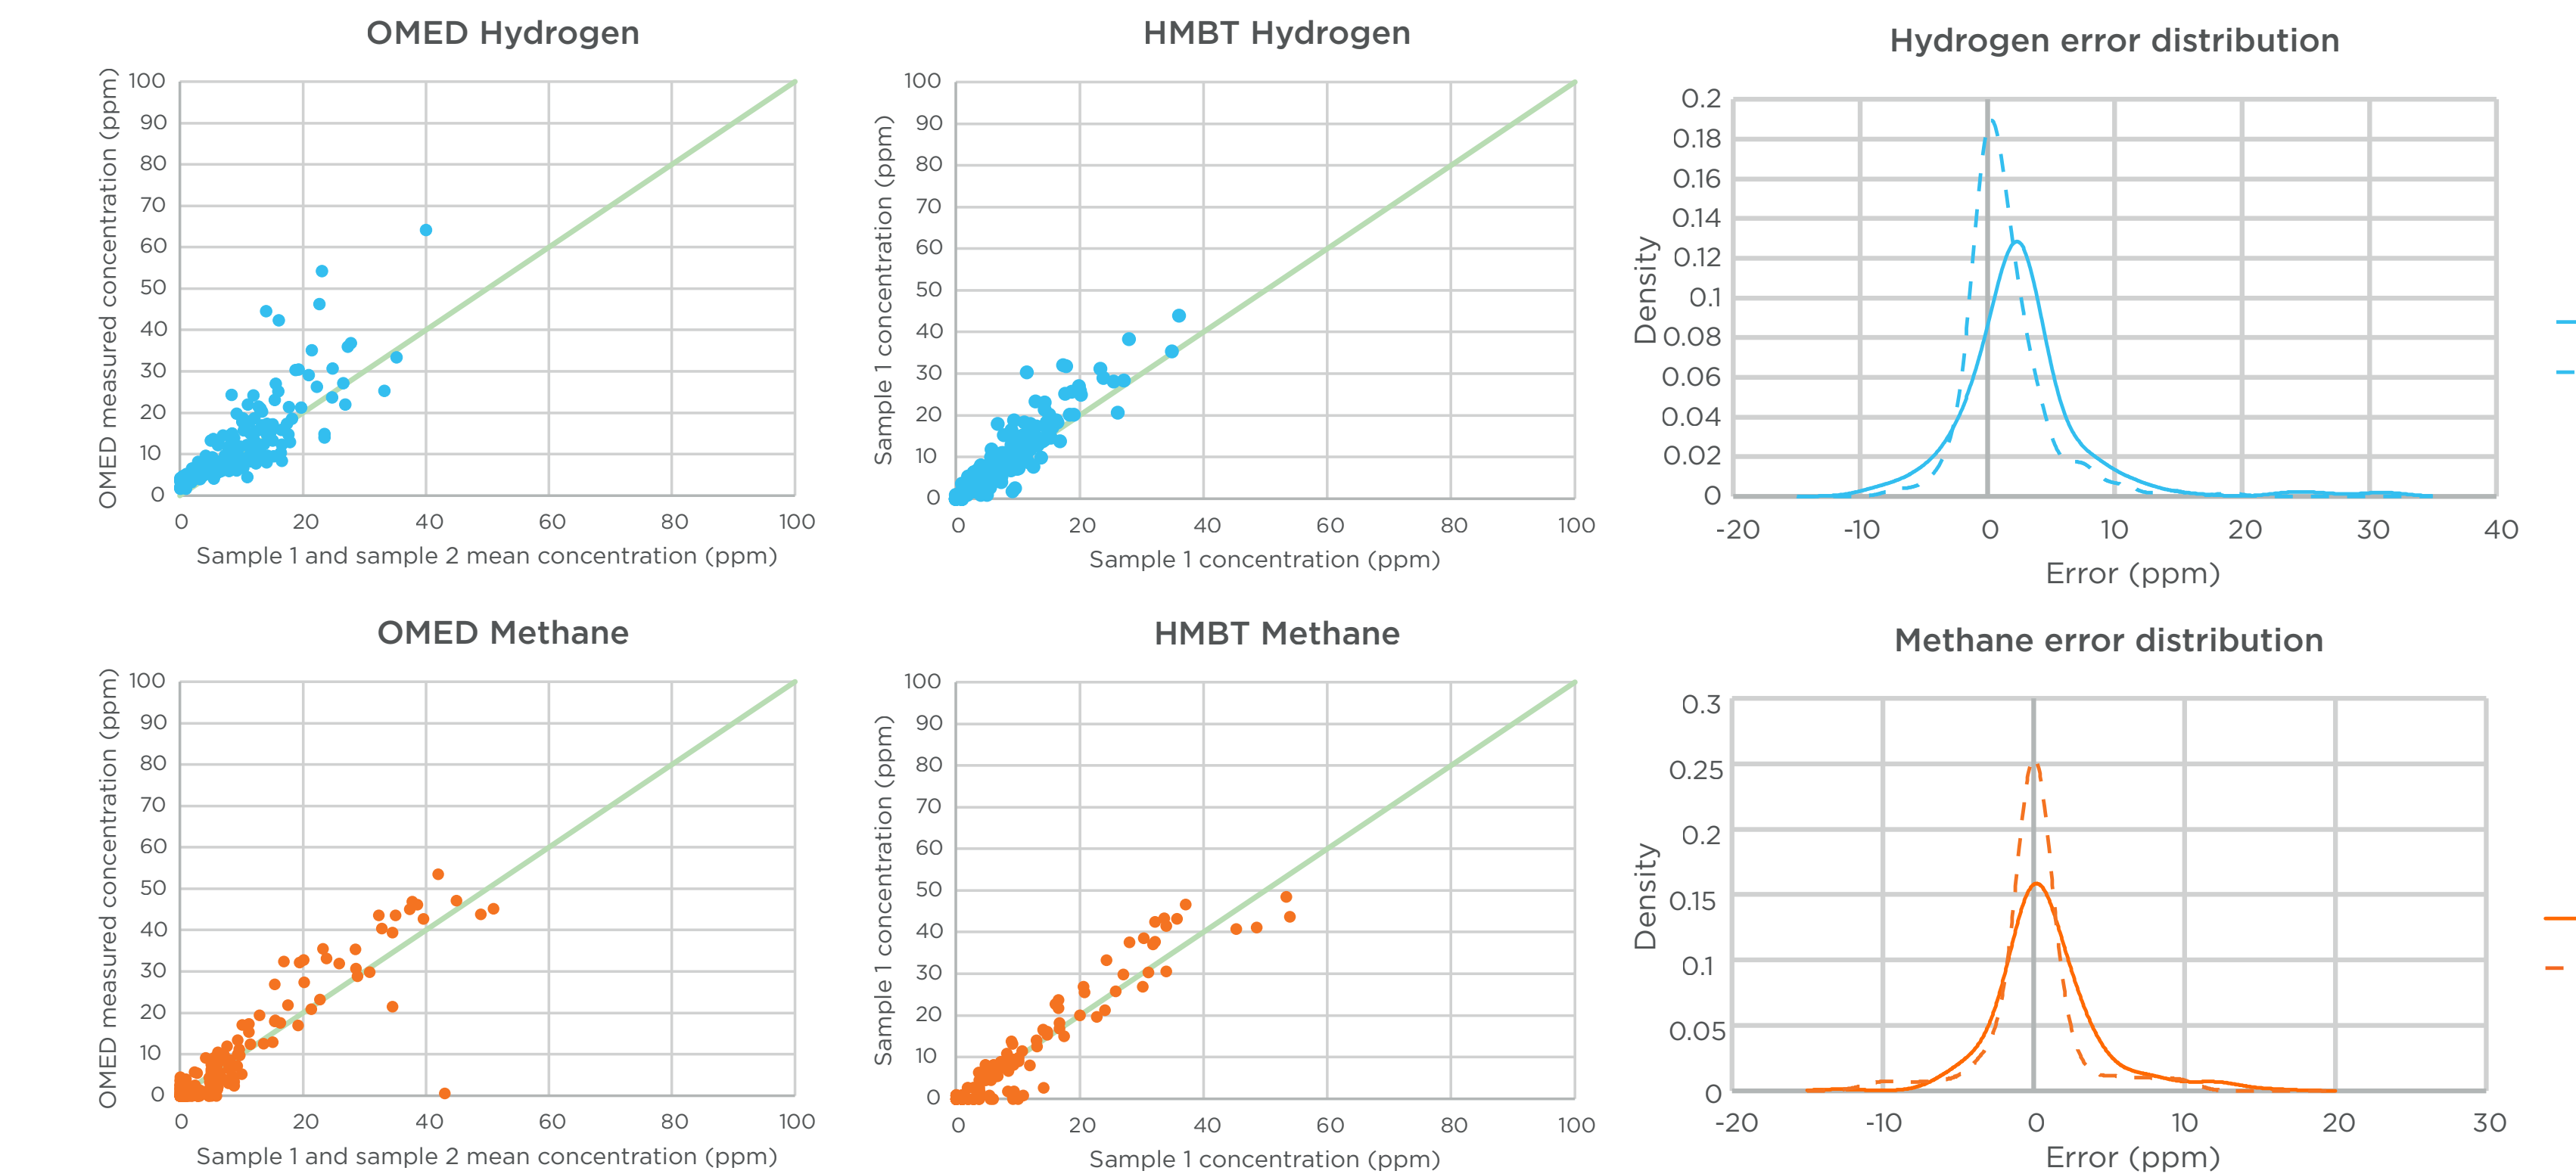 OMED Hydrogen
OMED measured concentration (ppm)
100
90
80
70
60
50
40
30
20
10
0
0 20 40 60 80 100
Sample 1 and sample 2 mean concentration (ppm)
HMBT Hydrogen
Sample 1 concentration (ppm)
100
90
80
70
60
50
40
30
20
10
0
0 20 40 60 80 100
Sample 1 concentration (ppm)
Hydrogen error distribution
Density
0.2
0.18
0.16
0.14
0.12
0.1
0.08
0.06
0.04
0.02
0
-20 -10 0 10 20 30 40
Error (ppm)
OMED Methane
OMED measured concentration (ppm)
100
90
80
70
60
50
40
30
20
10
0
0 20 40 60 80 100
Sample 1 and sample 2 mean concentration (ppm)
HMBT Methane
Sample 1 concentration (ppm)
100
90
80
70
60
50
40
30
20
10
0
0 20 40 60 80 100
Sample 1 concentration (ppm)
Methane error distribution
Density
0.3
0.25
0.2
0.15
0.1
0.05
0
-20 -10 0 10 20 30
Error (ppm)